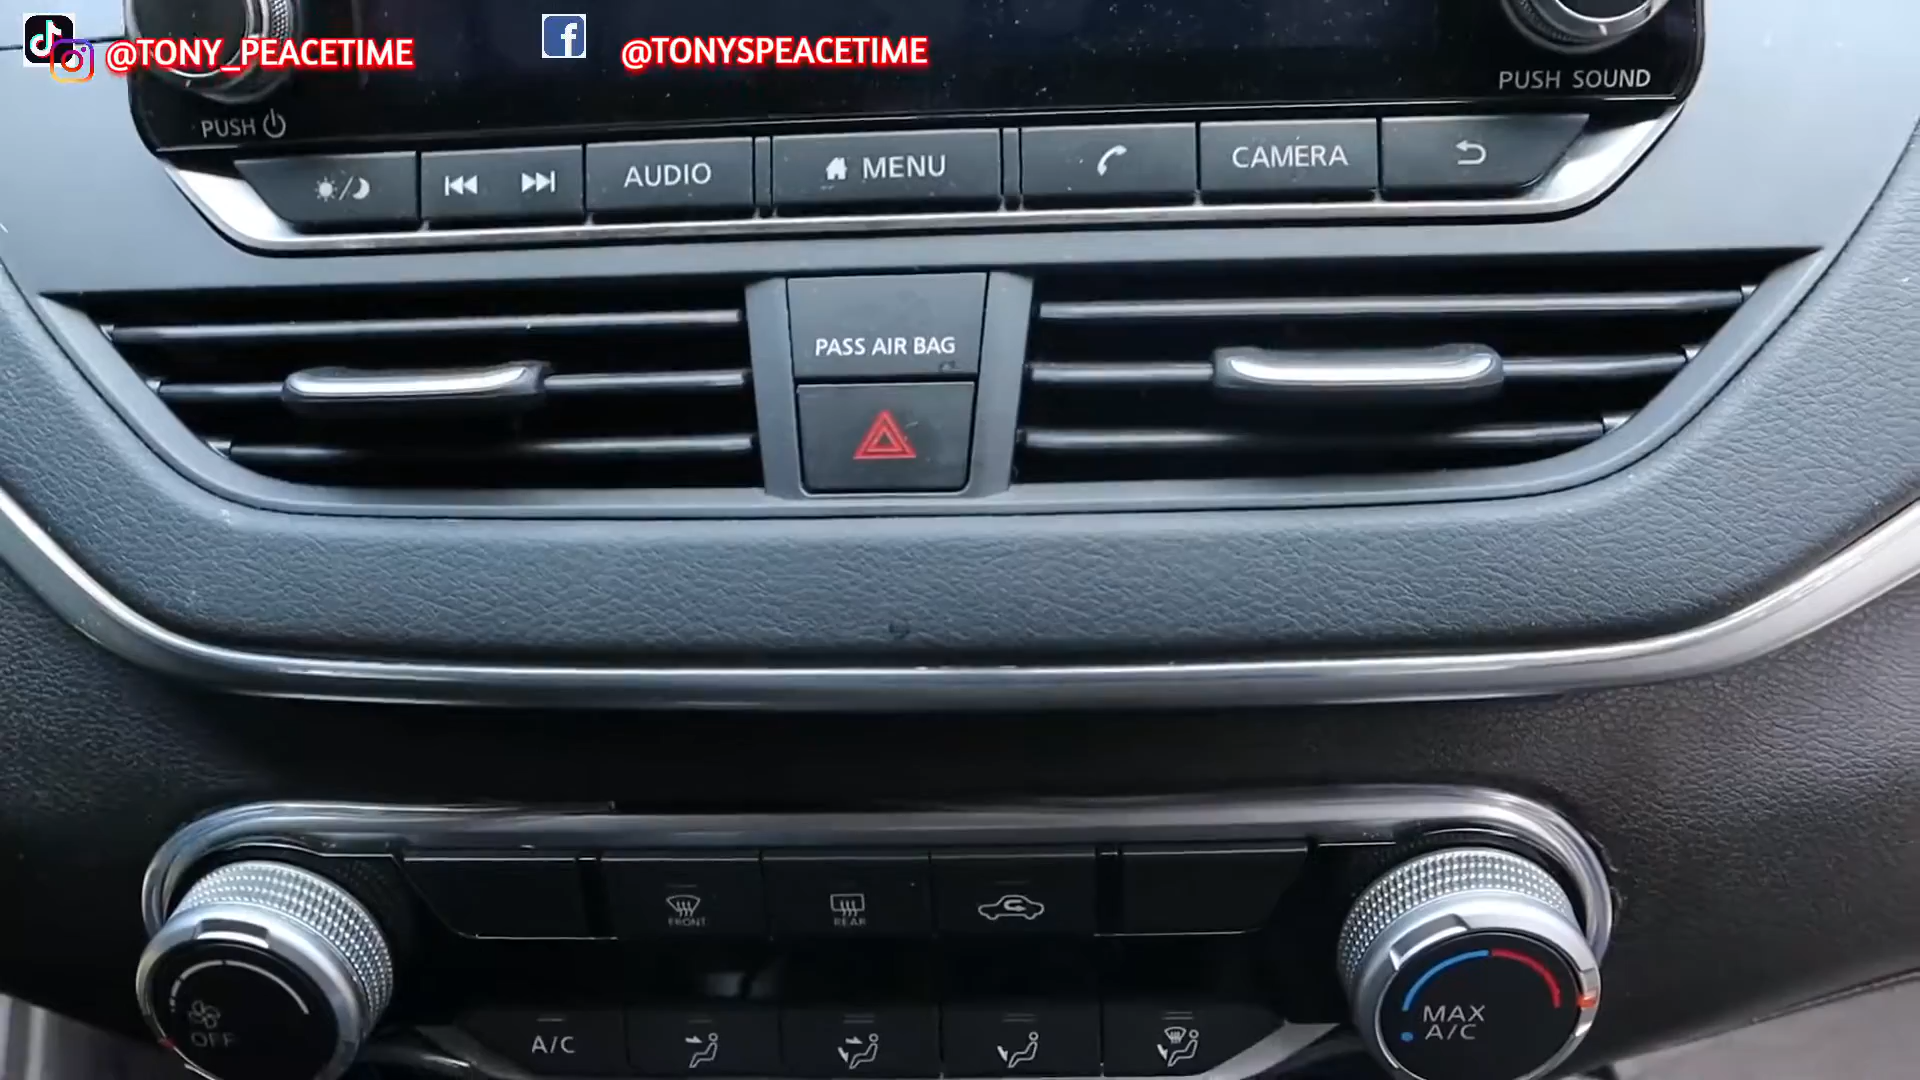 @TONY_PEACETIME
@TONYSPEACETIME
PUSH SOUND
PUSH
AUDIO
MENU
CAMERA
PASS AIR BAG
FRONT
REAR
OFF
A/C
MAX
A/C